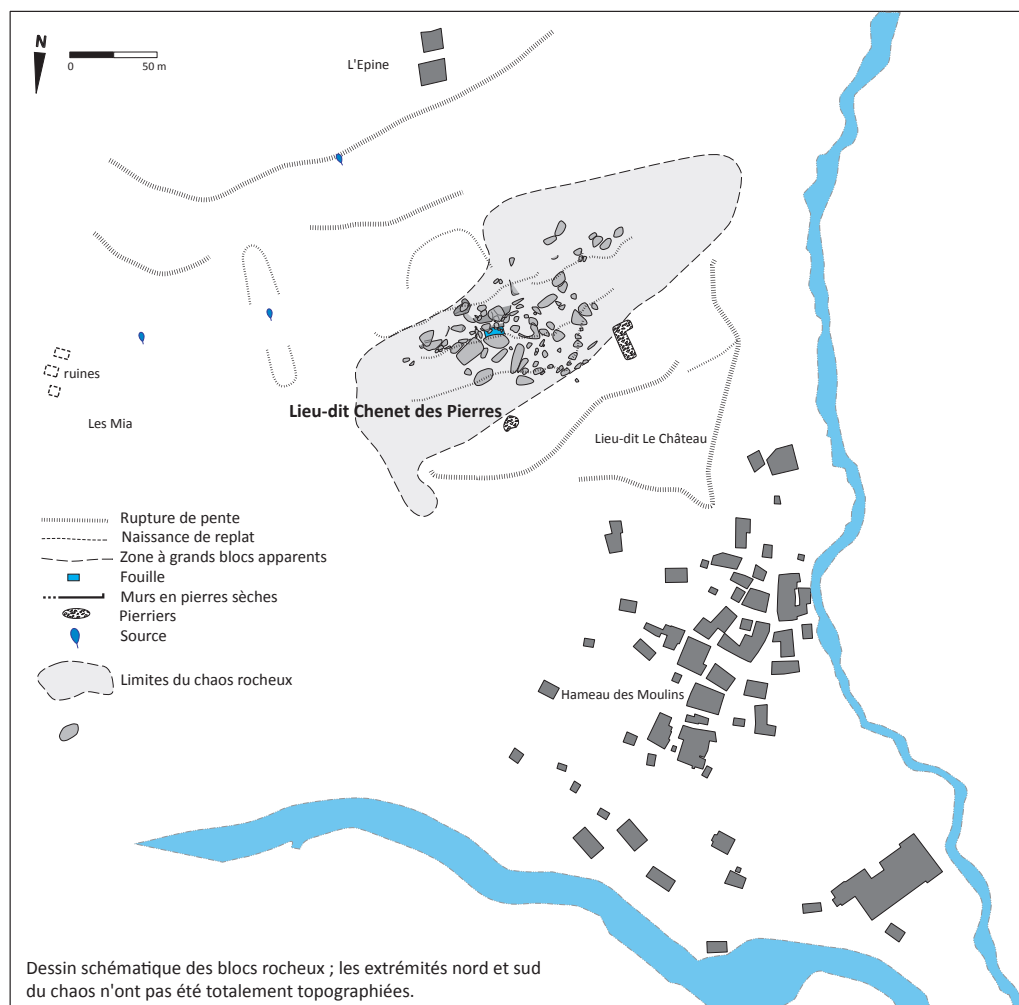 N
0 50 m
L'Epine
ruines
Les Mia
Lieu-dit Chenet des Pierres
Lieu-dit Le Château
Rupture de pente
Naissance de replat
Zone à grands blocs apparents
Fouille
Murs en pierres sèches
Pierriers
Source
Limites du chaos rocheux
Hameau des Moulins
Dessin schématique des blocs rocheux ; les extrémités nord et sud
du chaos n'ont pas été totalement topographiées.